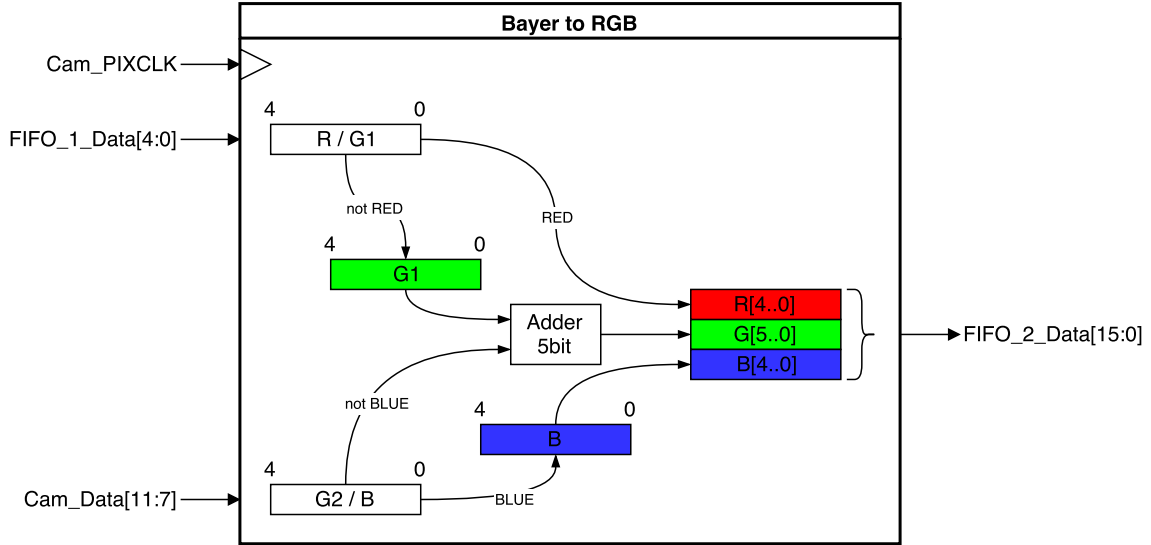 Bayer to RGB
Cam_PIXCLK
4 0
FIFO_1_Data[4:0]
R / G1
not RED
RED
4 0
G1
R[4..0]
Adder
5bit
G[5..0]
FIFO_2_Data[15:0]
B[4..0]
not BLUE
4 0
B
4 0
Cam_Data[11:7]
G2 / B
BLUE